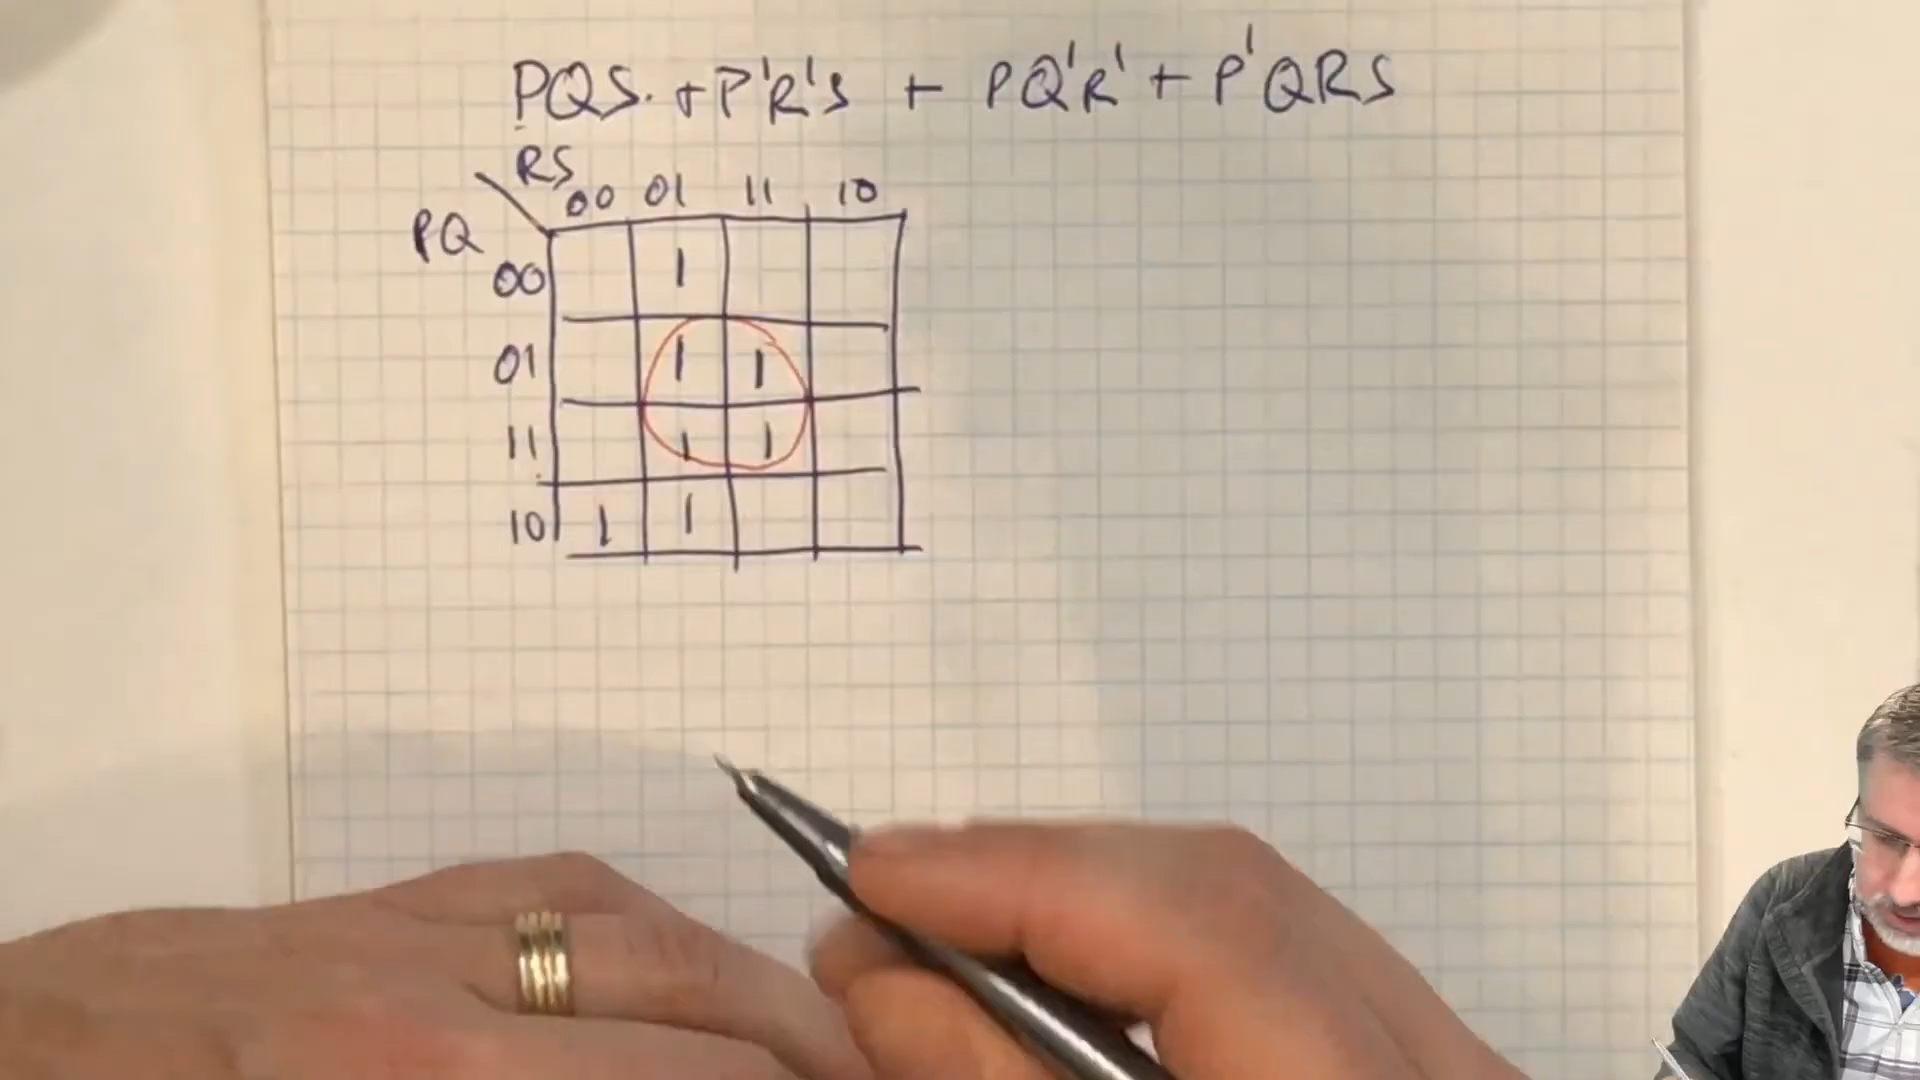 PQS. + P'R'S + PQ'R' + P'QRS
RS
00 01 11 10
PQ
00 1
01 1 1
11 1 1
10 1 1